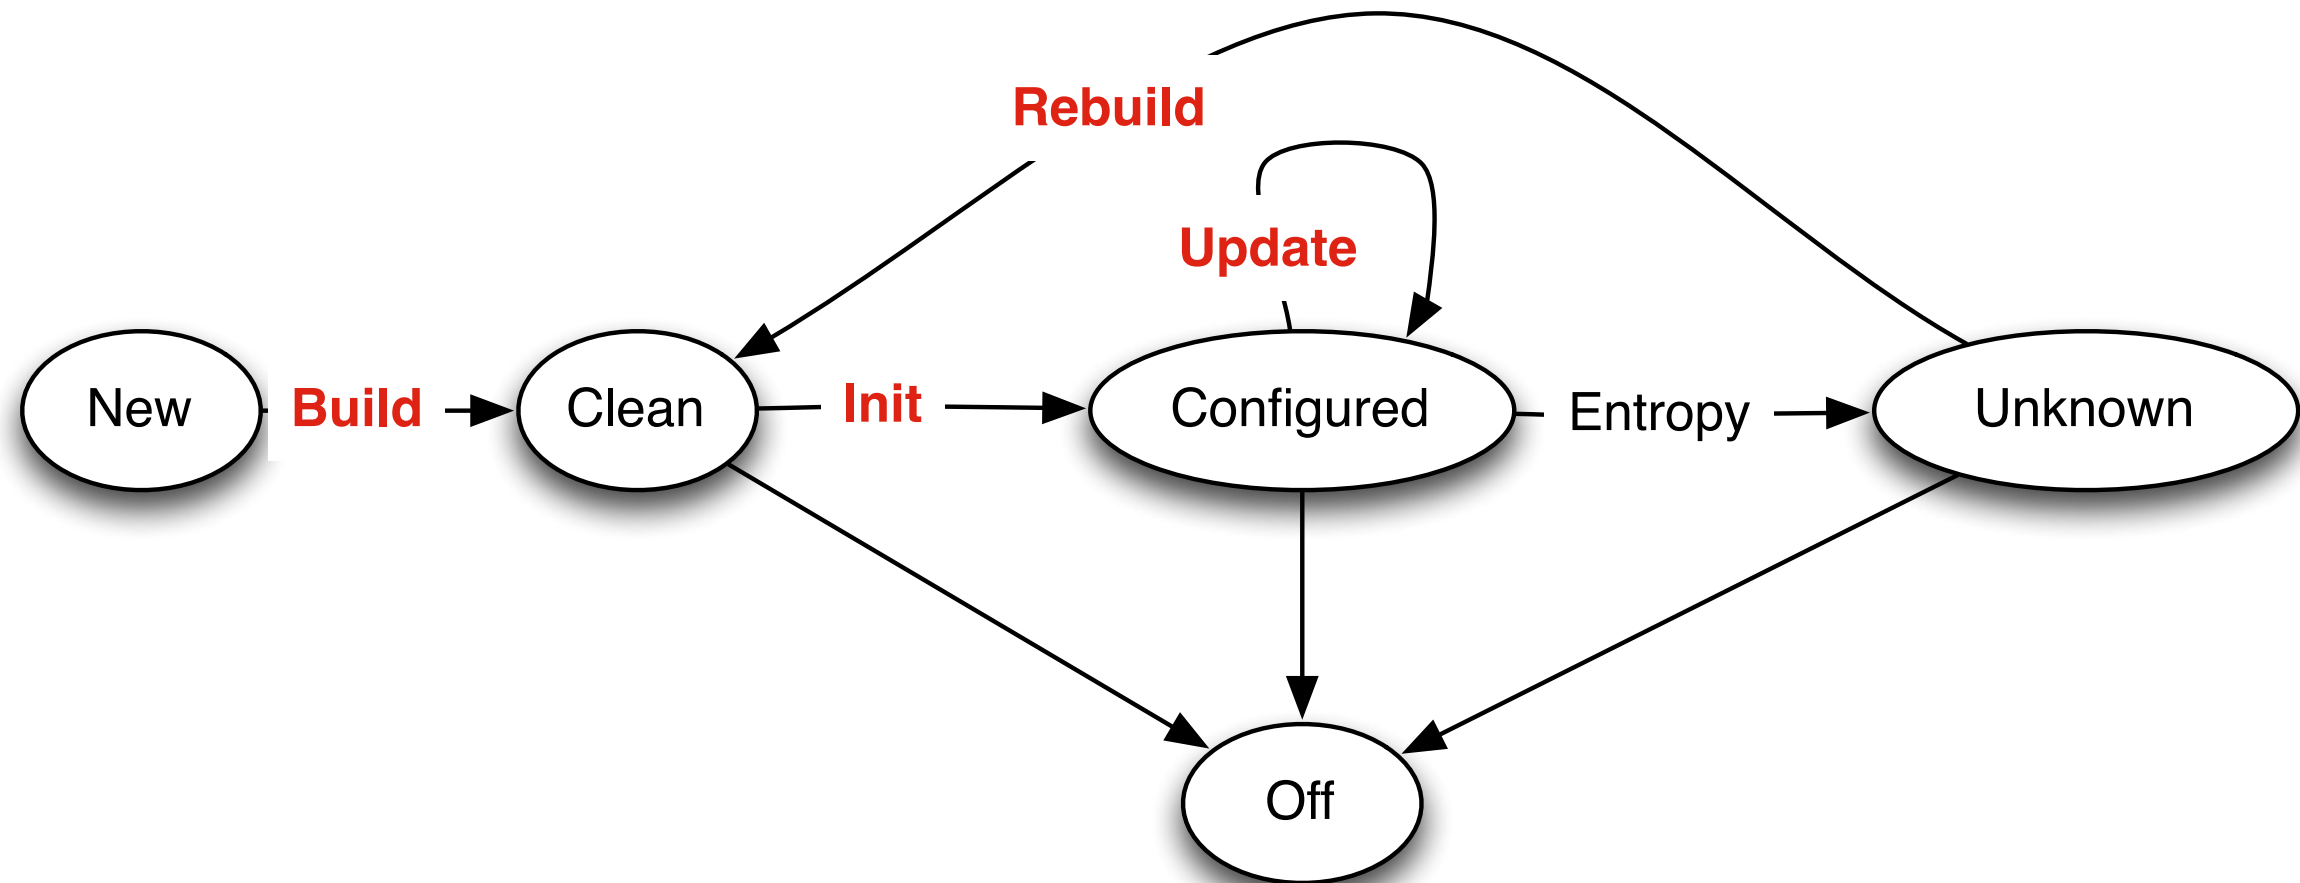 Rebuild
Update
New
Build
Clean
Init
Configured
Entropy
Unknown
Off